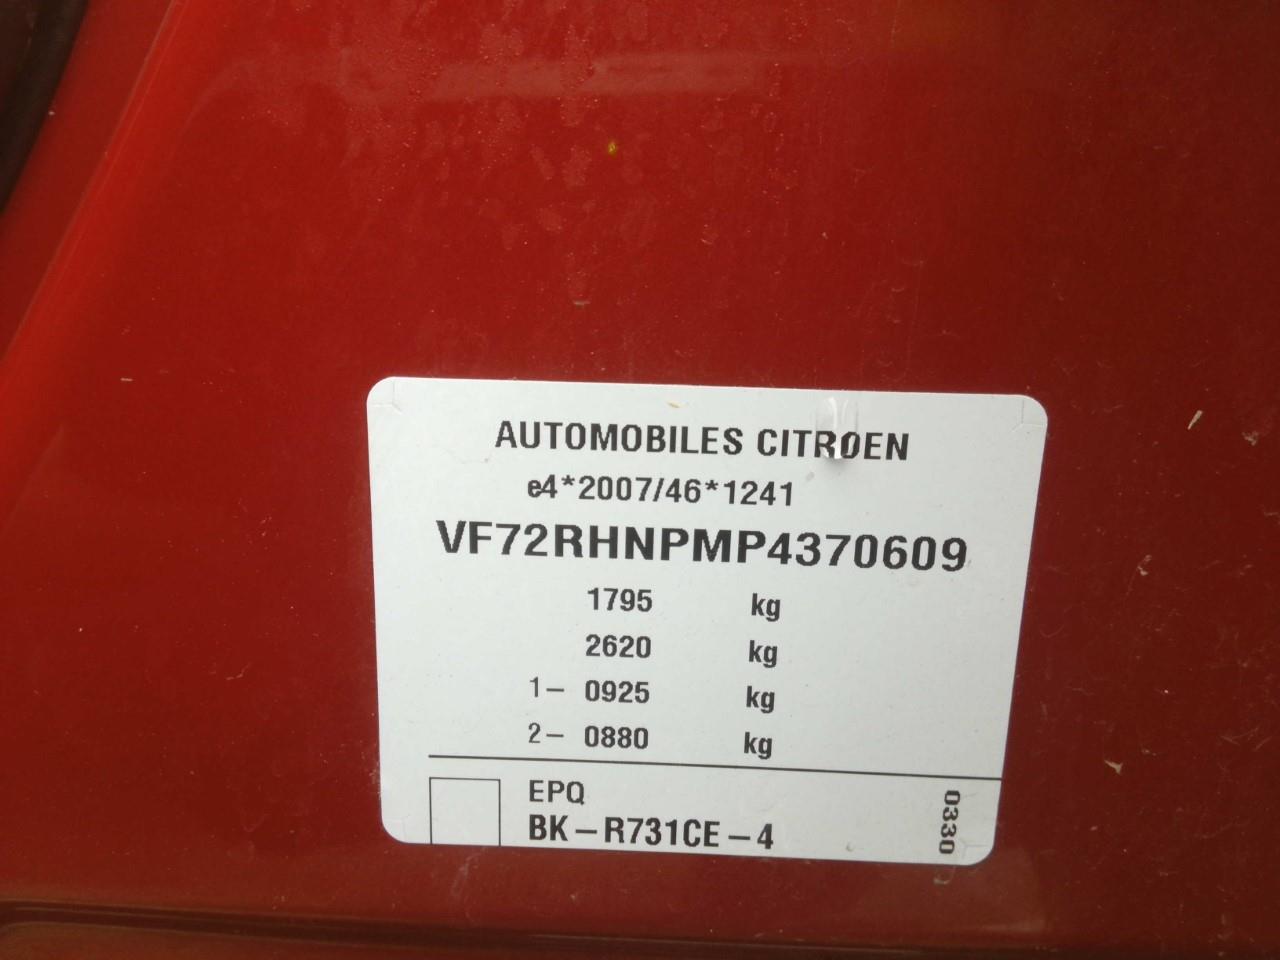 AUTOMOBILES CITROEN
e4*2007/46*1241
VF72RHNPMP4370609
1795 kg
2620 kg
1- 0925 kg
2- 0880 kg
EPQ
BK-R731CE-4
0330